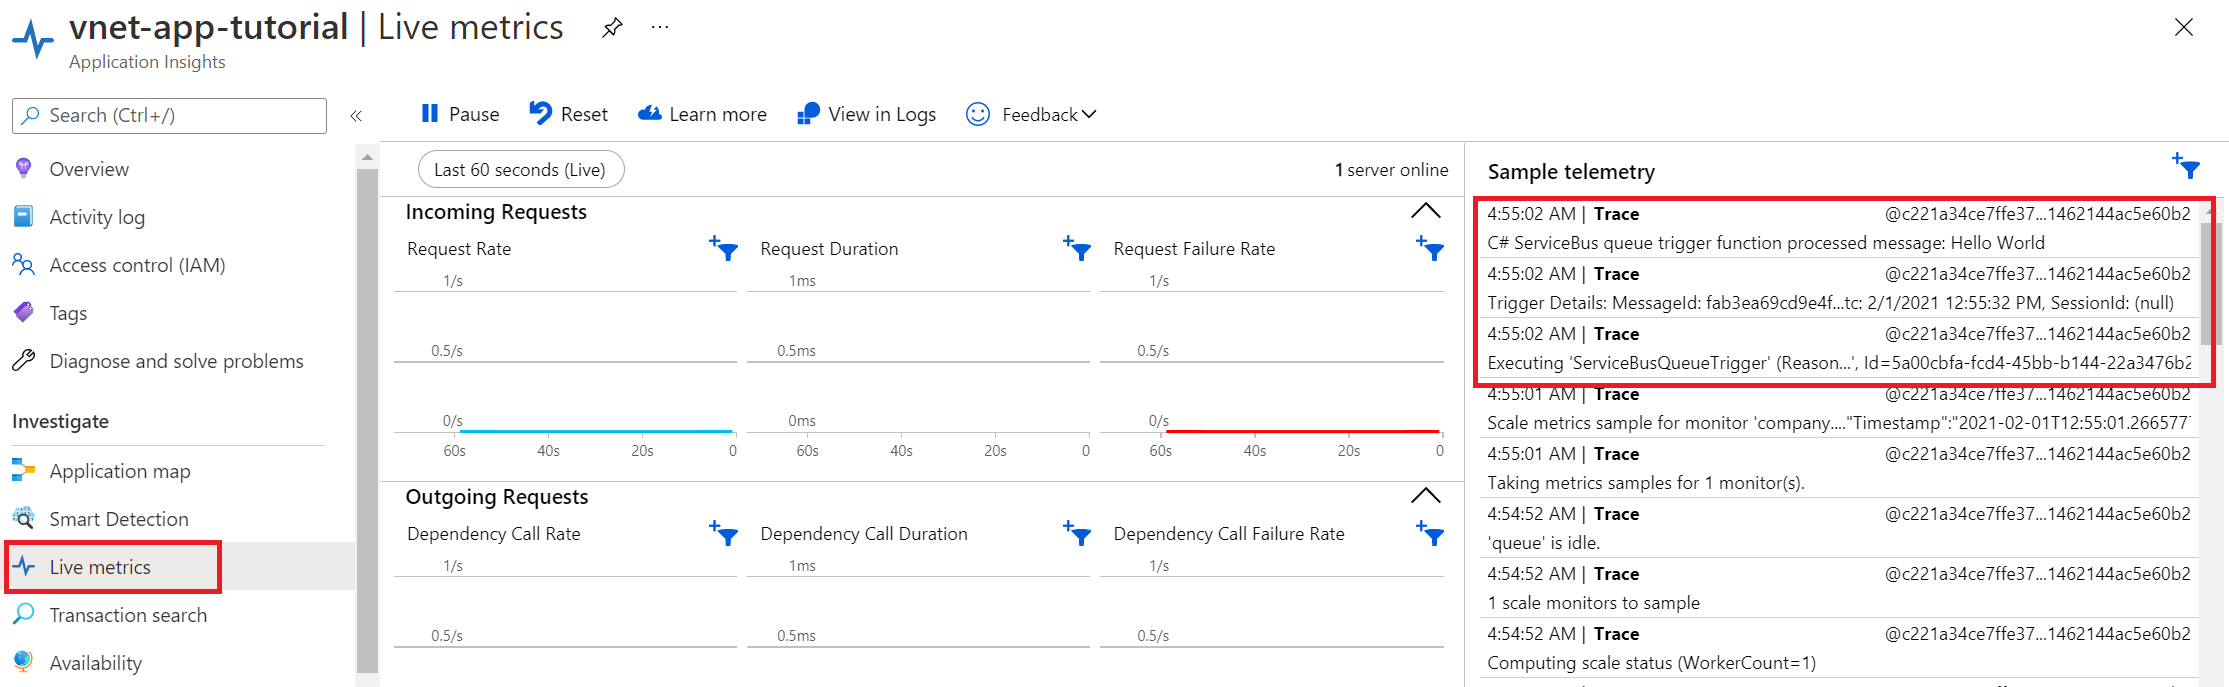 vnet-app-tutorial | Live metrics ...
Application Insights
Search (Ctrl+/)
«
Overview
Activity log
Access control (IAM)
Tags
Diagnose and solve problems
Investigate
Application map
Smart Detection
Live metrics
Transaction search
Availability
Pause Reset Learn more View in Logs Feedback
Last 60 seconds (Live) 1 server online
Incoming Requests
Request Rate
1/s
0.5/s
0/s
60s 40s 20s 0
Request Duration
1ms
0.5ms
0ms
60s 40s 20s 0
Request Failure Rate
1/s
0.5/s
0/s
60s 40s 20s 0
Outgoing Requests
Dependency Call Rate
1/s
0.5/s
Dependency Call Duration
1ms
0.5ms
Dependency Call Failure Rate
1/s
0.5/s
Sample telemetry
4:55:02 AM | Trace @c221a34ce7ffe37...1462144ac5e60b2
C# ServiceBus queue trigger function processed message: Hello World
4:55:02 AM | Trace @c221a34ce7ffe37...1462144ac5e60b2
Trigger Details: MessageId: fab3ea69cd9e4f...tc: 2/1/2021 12:55:32 PM, SessionId: (null)
4:55:02 AM | Trace @c221a34ce7ffe37...1462144ac5e60b2
Executing 'ServiceBusQueueTrigger' (Reason...', Id=5a00cbfa-fcd4-45bb-b144-22a3476b2
4:55:01 AM | Trace @c221a34ce7ffe37...1462144ac5e60b2
Scale metrics sample for monitor 'company...."Timestamp":"2021-02-01T12:55:01.266577
4:55:01 AM | Trace @c221a34ce7ffe37...1462144ac5e60b2
Taking metrics samples for 1 monitor(s).
4:54:52 AM | Trace @c221a34ce7ffe37...1462144ac5e60b2
'queue' is idle.
4:54:52 AM | Trace @c221a34ce7ffe37...1462144ac5e60b2
1 scale monitors to sample
4:54:52 AM | Trace @c221a34ce7ffe37...1462144ac5e60b2
Computing scale status (WorkerCount=1)